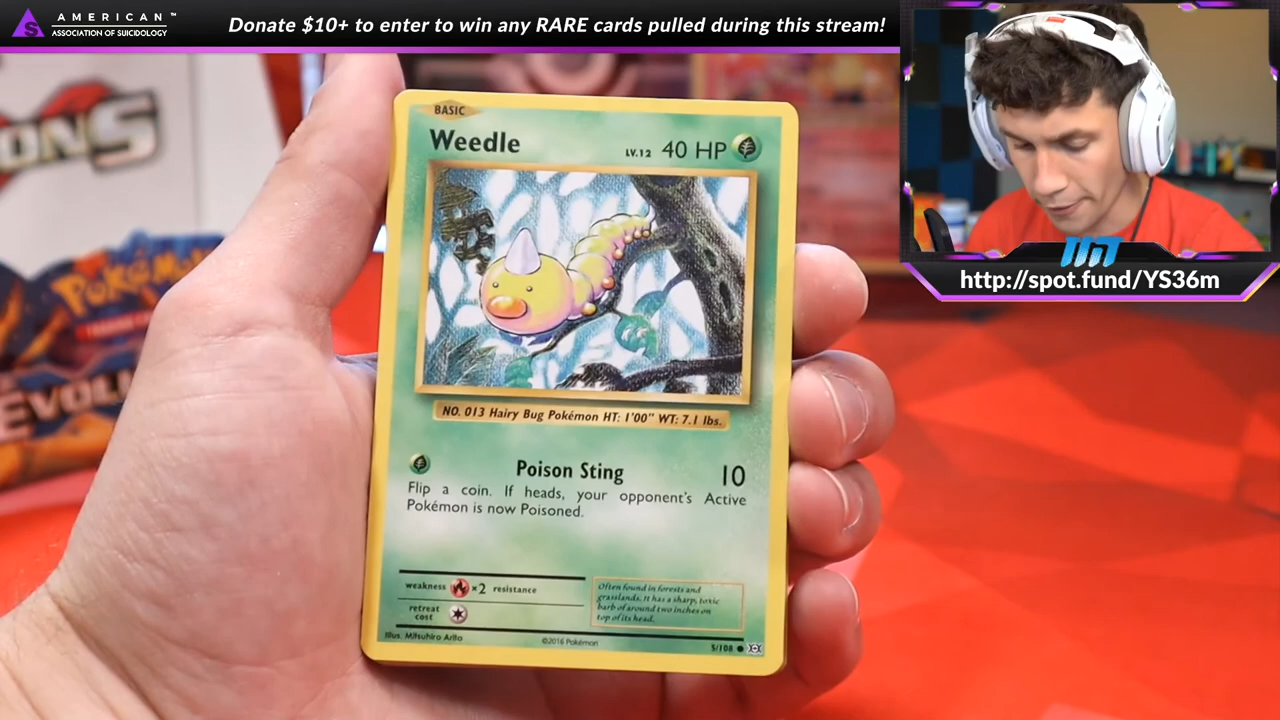 AMERICAN™
ASSOCIATION OF SUICIDOLOGY
Donate $10+ to enter to win any RARE cards pulled during this stream!
http://spot.fund/YS36m
ONS
POKÉMON
EVOLU
BASIC
Weedle
LV.12 40 HP
NO. 013 Hairy Bug Pokémon HT: 1'00" WT: 7.1 lbs.
Poison Sting 10
Flip a coin. If heads, your opponent's Active
Pokémon is now Poisoned.
weakness ×2 resistance
retreat
cost
Often found in forests and
grasslands. It has a sharp, toxic
barb of around two inches on
top of its head.
Illus. Mitsuhiro Arita
©2016 Pokémon
5/108